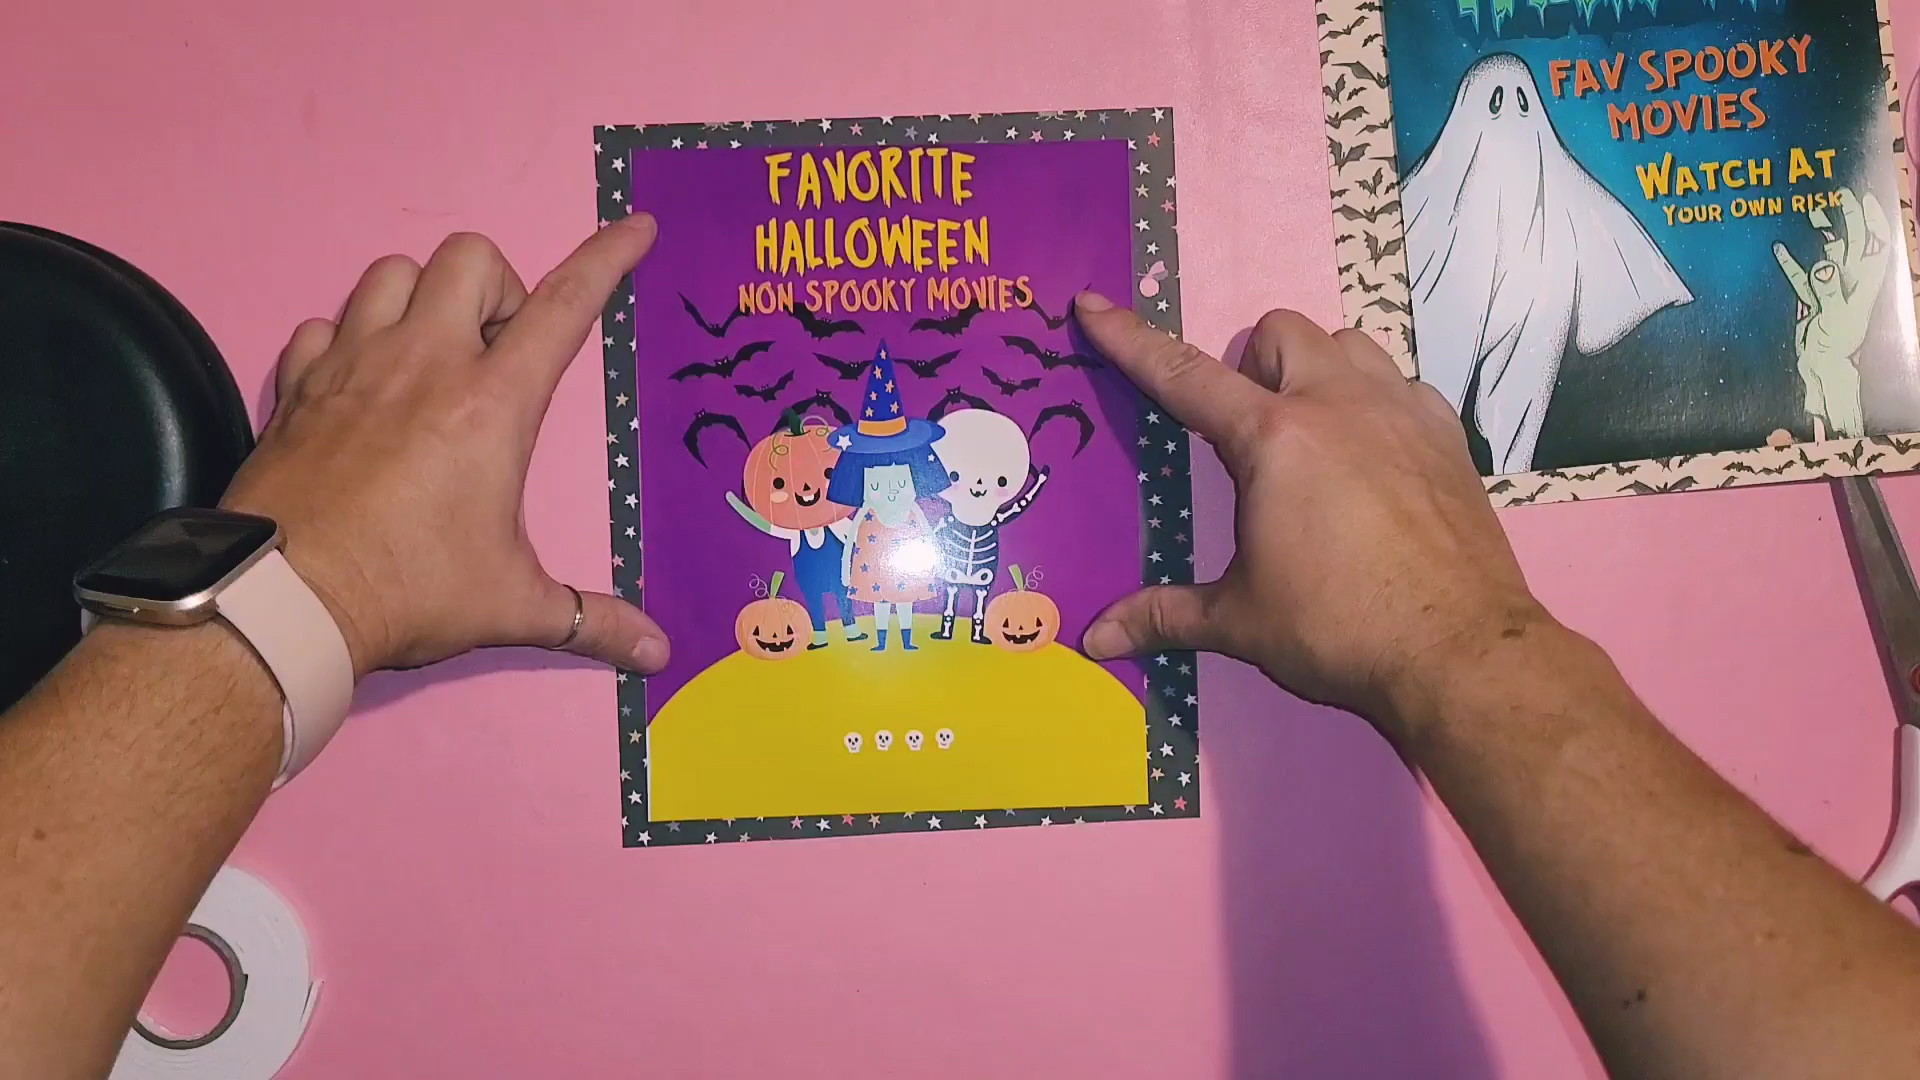 FAVORITE
HALLOWEEN
NON SPOOKY MOVIES
FAV SPOOKY
MOVIES
WATCH AT
YOUR OWN RISK